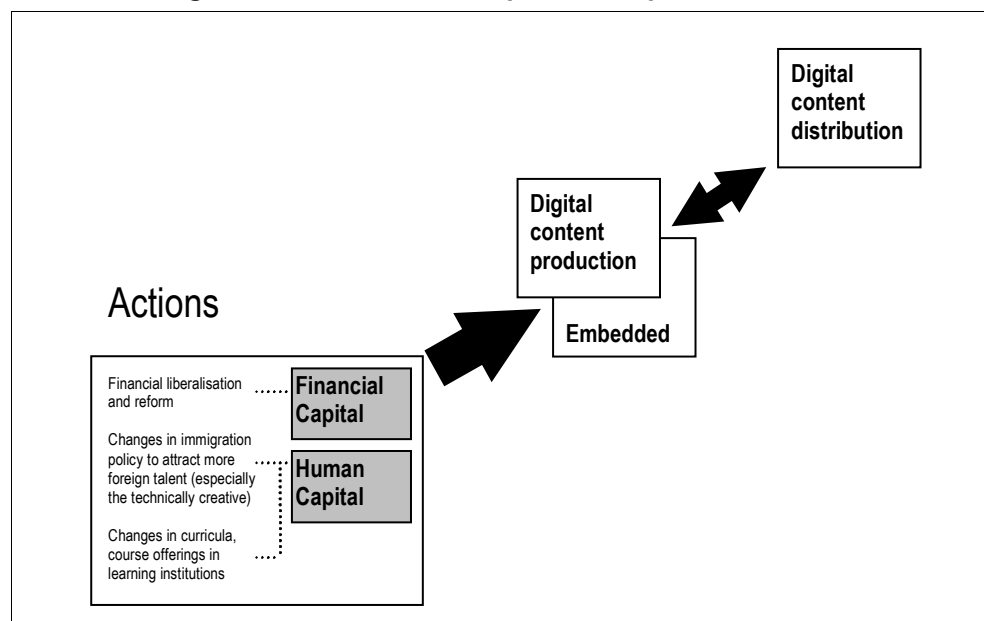 Digital
content
distribution
Digital
content
production
Embedded
Actions
Financial liberalisation
and reform
Financial
Capital
Changes in immigration
policy to attract more
foreign talent (especially
the technically creative)
Human
Capital
Changes in curricula,
course offerings in
learning institutions